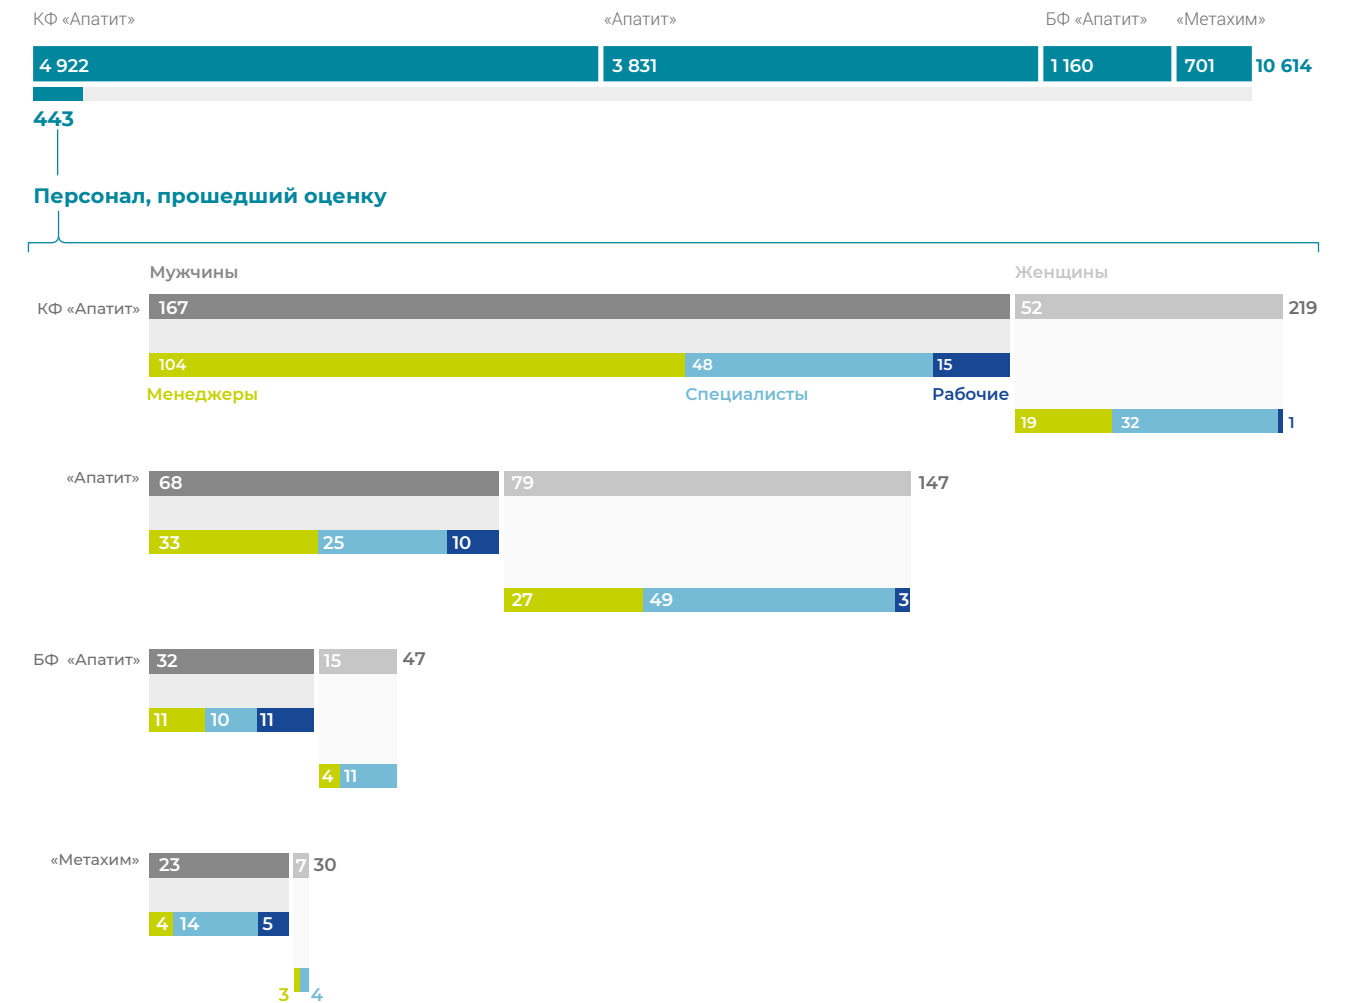 КФ «Апатит» «Апатит» БФ «Апатит» «Метахим»
4 922 3 831 1 160 701 10 614
443
Персонал, прошедший оценку
Мужчины Женщины
КФ «Апатит» 167 52 219
104 48 15
Менеджеры Специалисты Рабочие
19 32 1
«Апатит» 68 79 147
33 25 10
27 49 3
БФ «Апатит» 32 15 47
11 10 11
4 11
«Метахим» 23 7 30
4 14 5
3 4